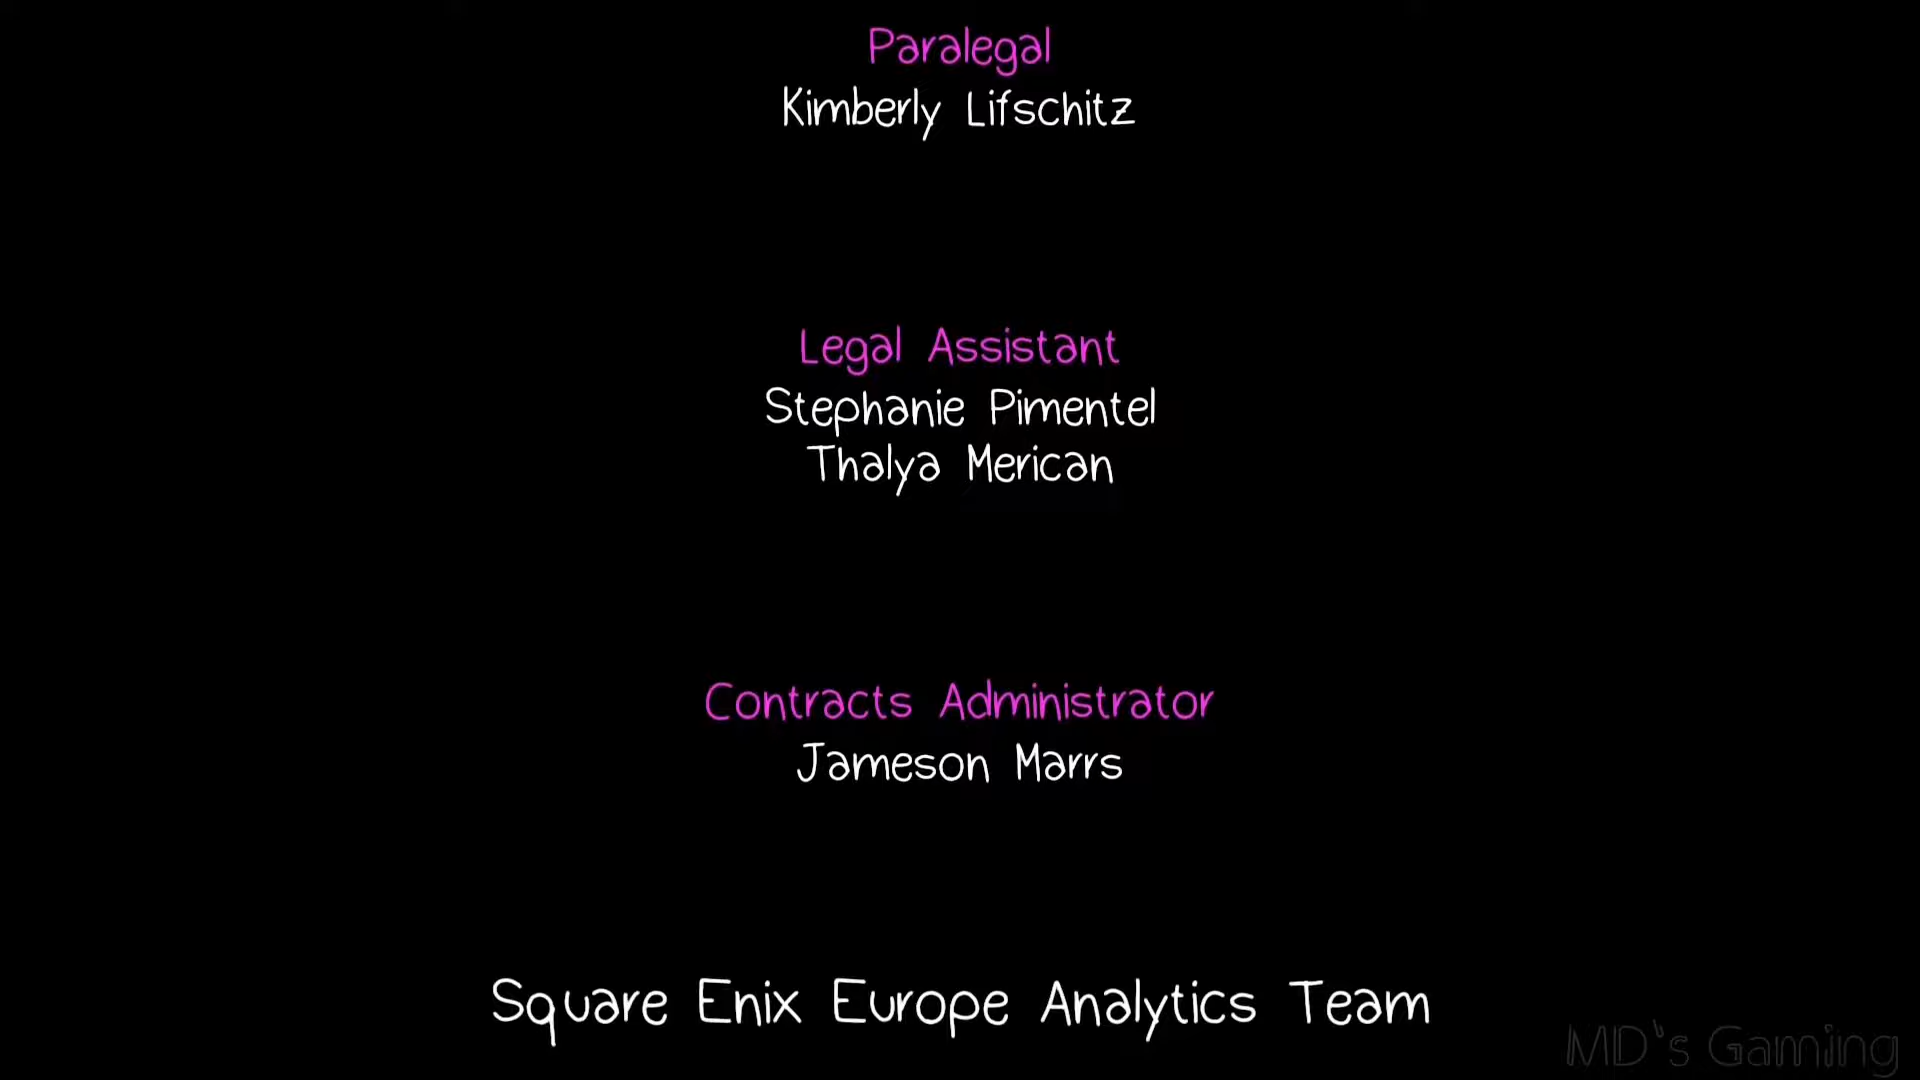 Paralegal
Kimberly Lifschitz
Legal Assistant
Stephanie Pimentel
Thalya Merican
Contracts Administrator
Jameson Marrs
Square Enix Europe Analytics Team
MD's Gaming